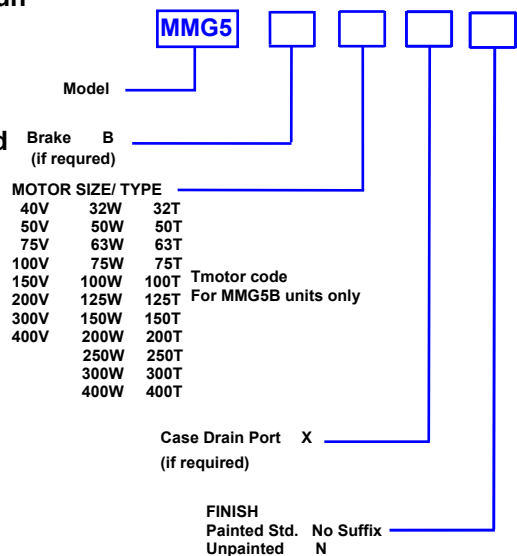 MMG5
Model
Brake B
(if requred)
MOTOR SIZE/ TYPE
40V 32W 32T
50V 50W 50T
75V 63W 63T
100V 75W 75T
150V 100W 100T Tmotor code
200V 125W 125T For MMG5B units only
300V 150W 150T
400V 200W 200T
250W 250T
300W 300T
400W 400T
Case Drain Port X
(if required)
FINISH
Painted Std. No Suffix
Unpainted N